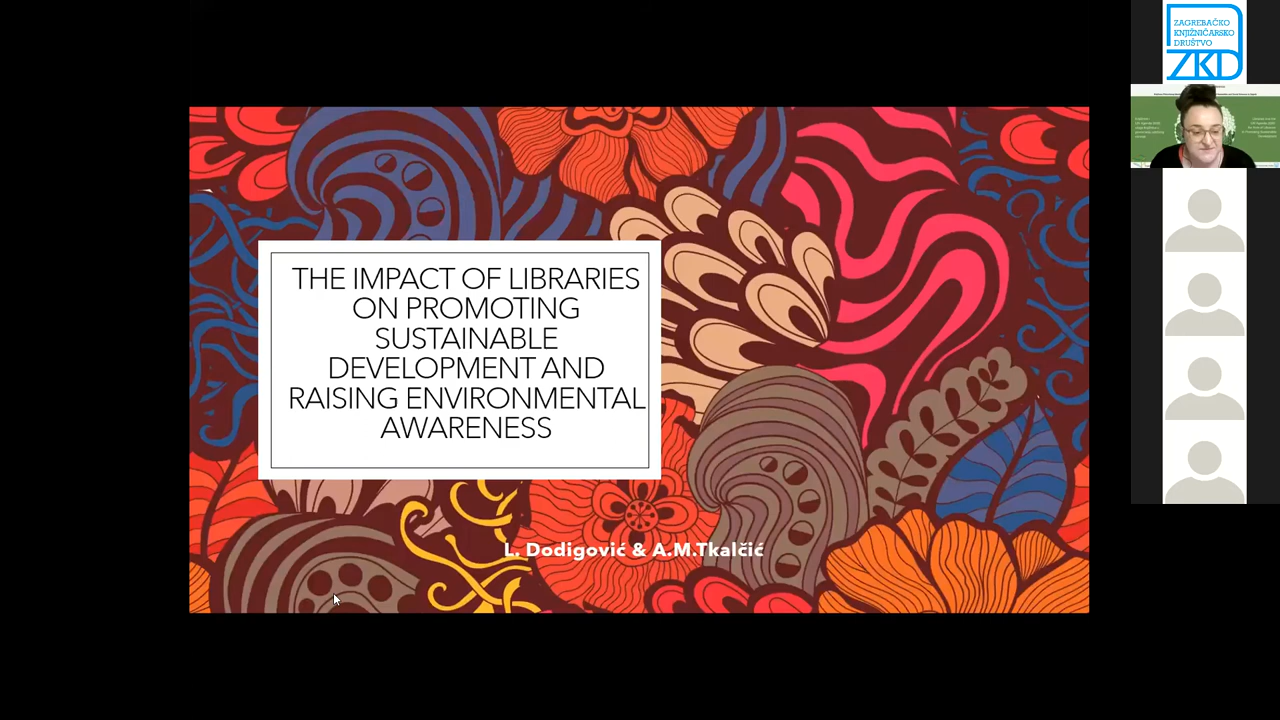 THE IMPACT OF LIBRARIES
ON PROMOTING
SUSTAINABLE
DEVELOPMENT AND
RAISING ENVIRONMENTAL
AWARENESS
L. Dodigović & A.M.Tkalčić
ZAGREBAČKO
KNJIŽNIČARSKO
DRUŠTVO
ZKD